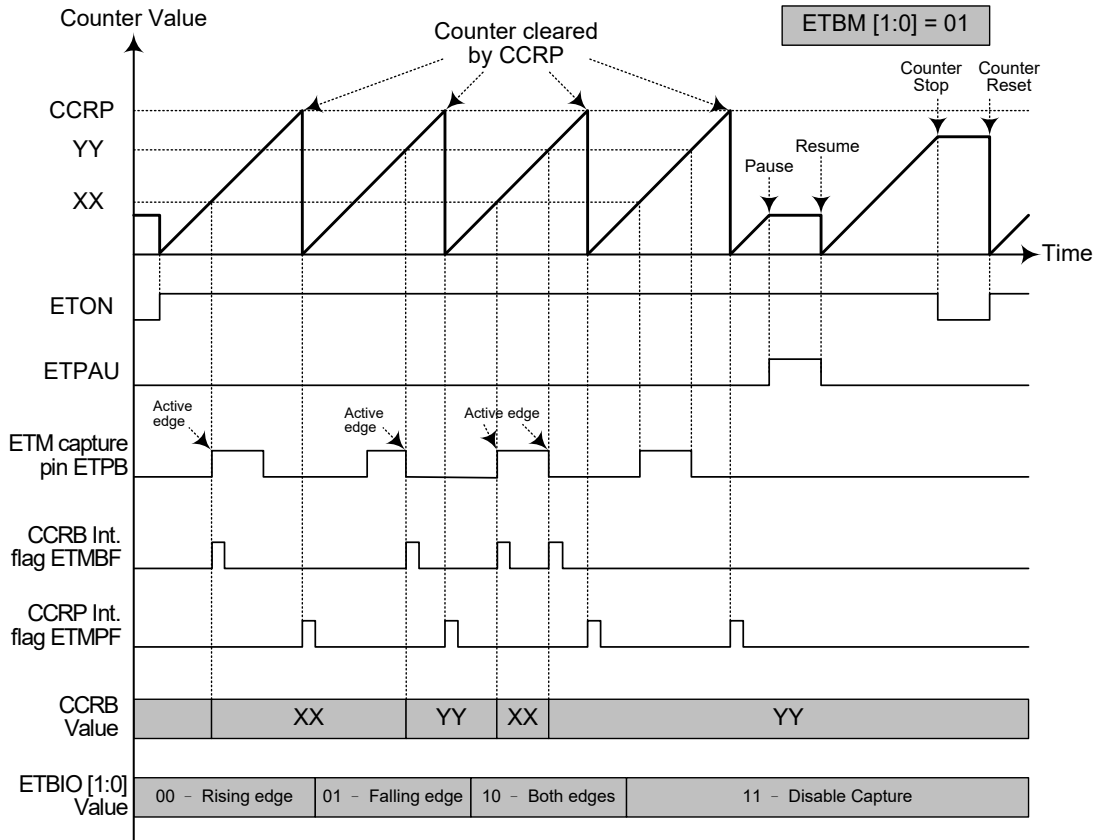 Counter Value
ETBM [1:0] = 01
Counter cleared
by CCRP
Counter
Stop
Counter
Reset
CCRP
YY
XX
Pause
Resume
Time
ETON
ETPAU
Active
edge
Active
edge
Active edge
ETM capture
pin ETPB
CCRB Int.
flag ETMBF
CCRP Int.
flag ETMPF
CCRB
Value
XX
YY
XX
YY
ETBIO [1:0]
Value
00 - Rising edge
01 - Falling edge
10 - Both edges
11 - Disable Capture